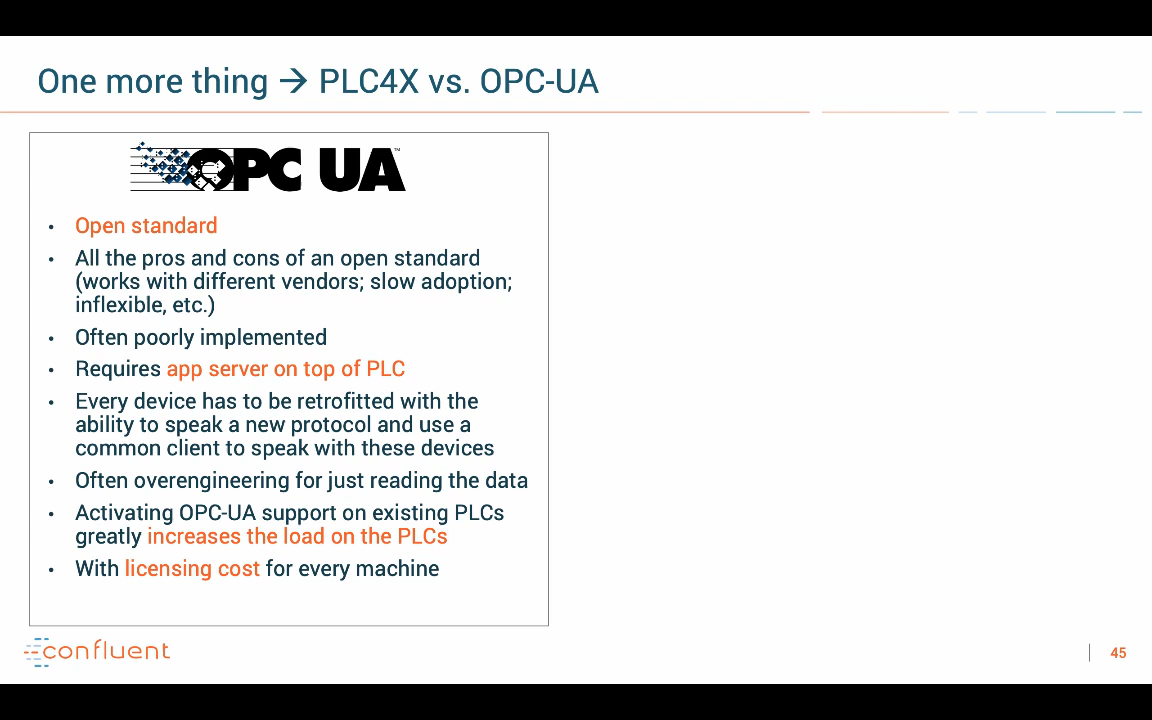 One more thing → PLC4X vs. OPC-UA
OPC UA™
• Open standard
• All the pros and cons of an open standard
(works with different vendors; slow adoption;
inflexible, etc.)
• Often poorly implemented
• Requires app server on top of PLC
• Every device has to be retrofitted with the
ability to speak a new protocol and use a
common client to speak with these devices
• Often overengineering for just reading the data
• Activating OPC-UA support on existing PLCs
greatly increases the load on the PLCs
• With licensing cost for every machine
confluent
45